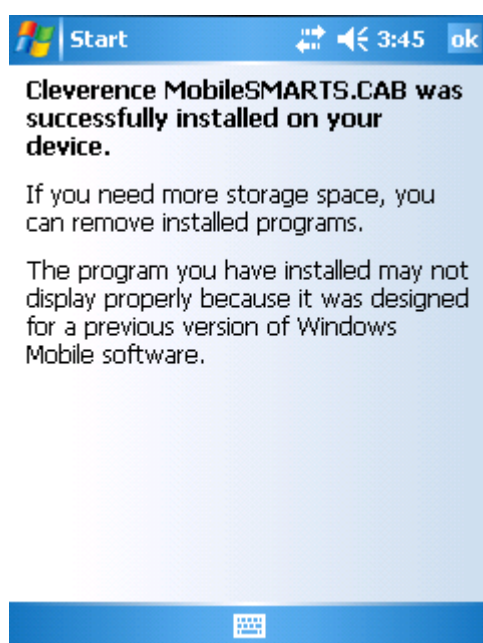 Start 3:45 ok
Cleverence MobileSMARTS.CAB was
successfully installed on your
device.
If you need more storage space, you
can remove installed programs.
The program you have installed may not
display properly because it was designed
for a previous version of Windows
Mobile software.